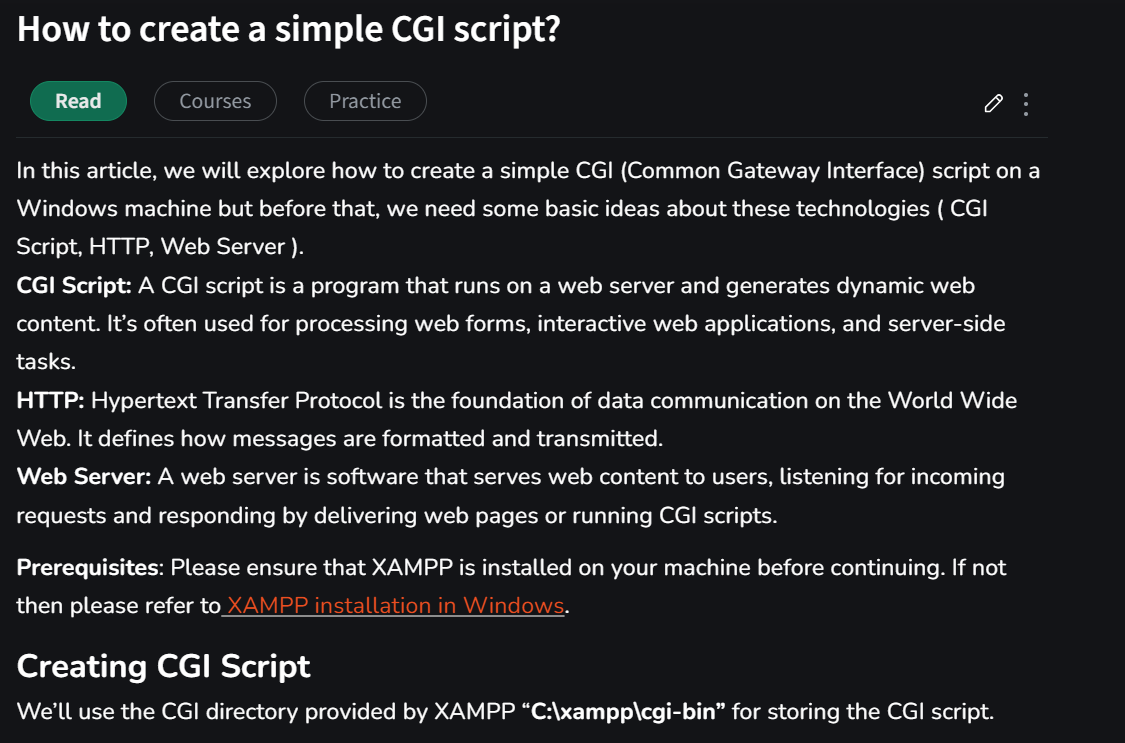 How to create a simple CGI script?
Read
Courses
Practice
In this article, we will explore how to create a simple CGI (Common Gateway Interface) script on a
Windows machine but before that, we need some basic ideas about these technologies ( CGI
Script, HTTP, Web Server ).
CGI Script: A CGI script is a program that runs on a web server and generates dynamic web
content. It’s often used for processing web forms, interactive web applications, and server-side
tasks.
HTTP: Hypertext Transfer Protocol is the foundation of data communication on the World Wide
Web. It defines how messages are formatted and transmitted.
Web Server: A web server is software that serves web content to users, listening for incoming
requests and responding by delivering web pages or running CGI scripts.
Prerequisites: Please ensure that XAMPP is installed on your machine before continuing. If not
then please refer to XAMPP installation in Windows.
Creating CGI Script
We’ll use the CGI directory provided by XAMPP “C:\xampp\cgi-bin” for storing the CGI script.